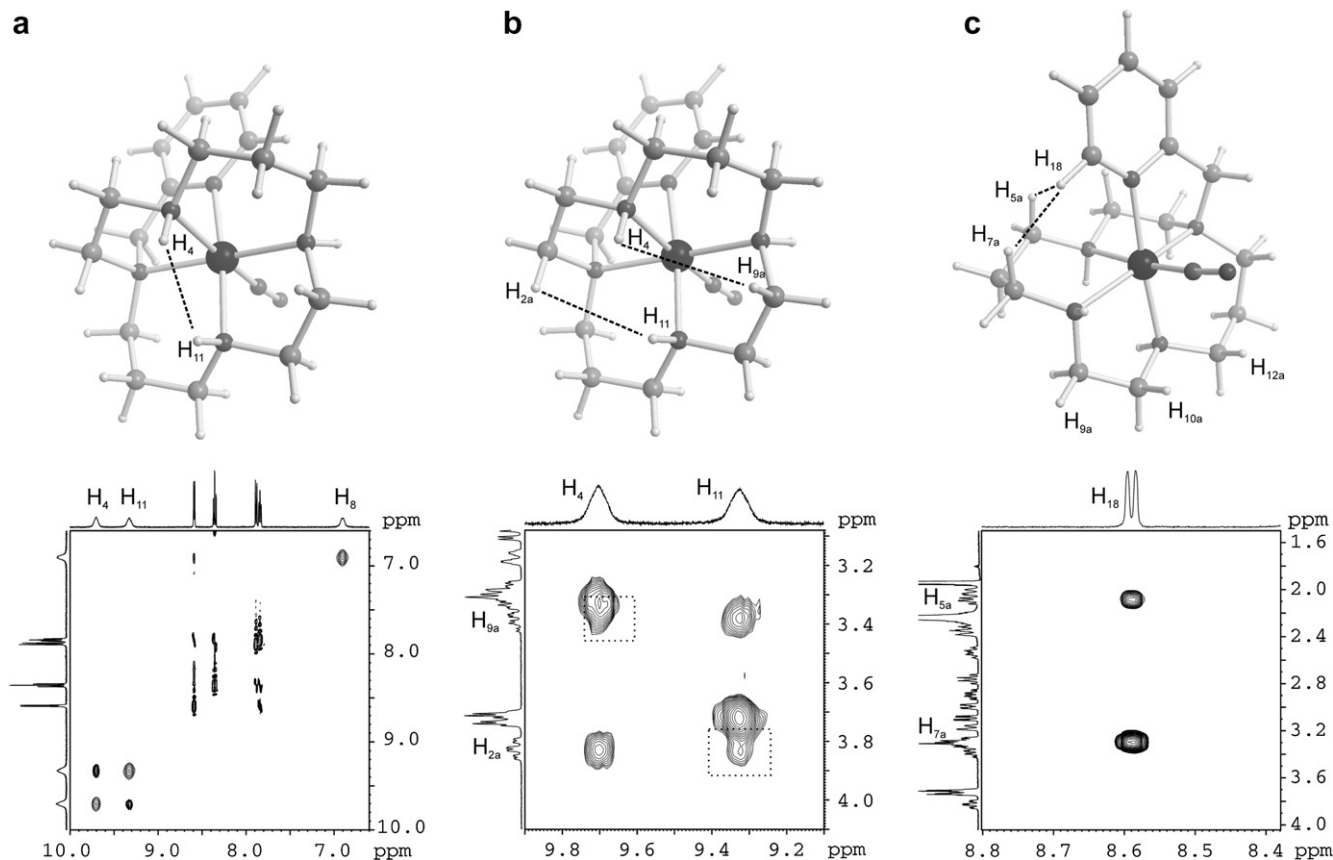 a
b
c
H4
H11
H4
H9a
H2a
H11
H18
H5a
H7a
H12a
H10a
H9a
H4 H11 H8
ppm
7.0
8.0
9.0
10.0
10.0 9.0 8.0 7.0 ppm
H4 H11
ppm
3.2
H9a
3.4
3.6
H2a
3.8
4.0
9.8 9.6 9.4 9.2 ppm
H18
ppm
1.6
H5a
2.0
2.4
2.8
H7a
3.2
3.6
4.0
8.8 8.7 8.6 8.5 8.4 ppm